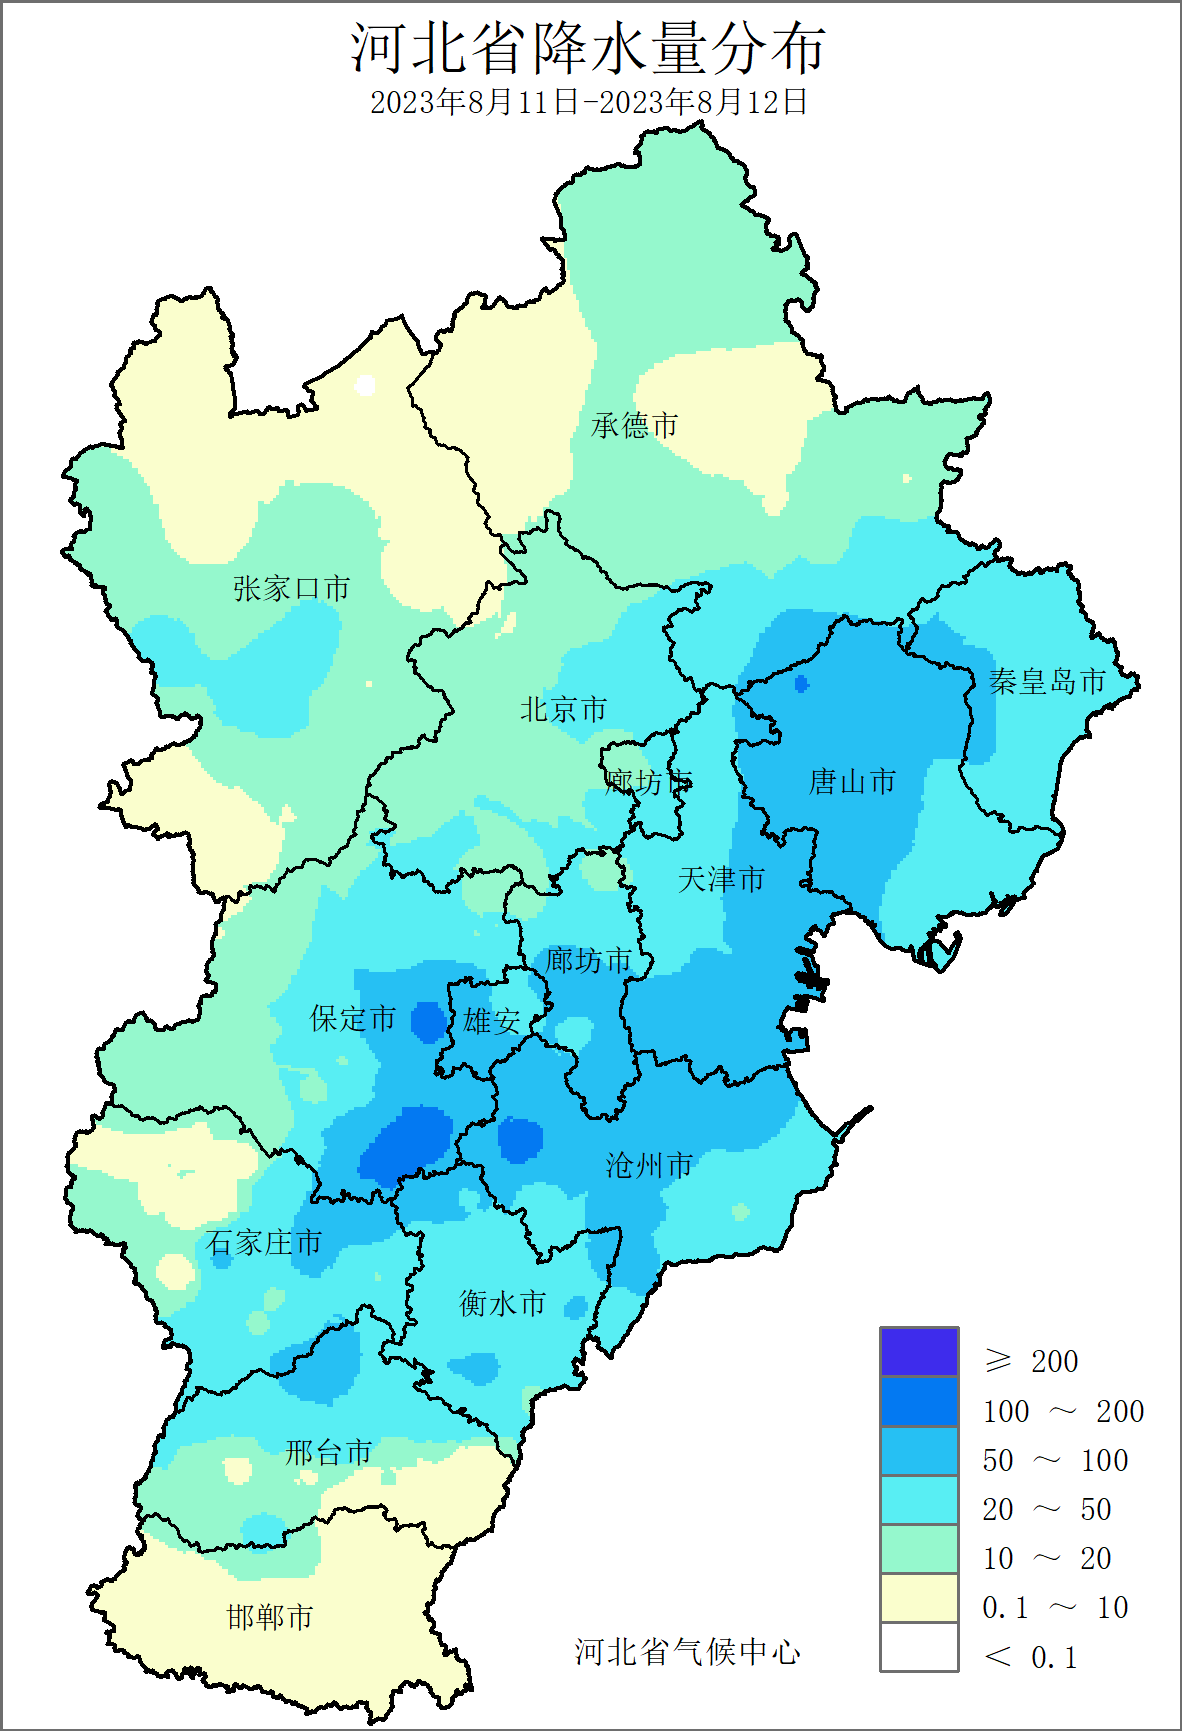 河北省降水量分布
2023年8月11日-2023年8月12日
承德市
张家口市
秦皇岛市
北京市
廊坊市
唐山市
天津市
廊坊市
保定市
雄安
沧州市
石家庄市
衡水市
邢台市
邯郸市
≥ 200
100 ～ 200
50 ～ 100
20 ～ 50
10 ～ 20
0.1 ～ 10
< 0.1
河北省气候中心